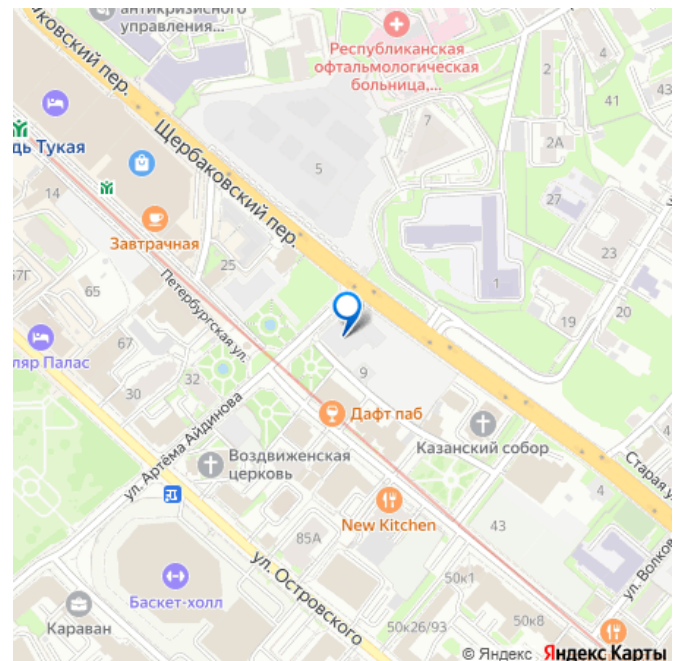 антикризисного
управления...
Республиканская
офтальмологическая
больница,...
ковский пер.
2
4
41
43
7
2А
дь Тукая
Щербаковский пер.
5
14
27
Завтрачная
25
23
57Г
65
Петербургская ул.
1
20
19
67
ляр Палас
32
9
30
Дафт паб
ул. Артёма Айдинова
Казанский собор
Воздвиженская
церковь
4
Старая у
New Kitchen
43
85А
ул. Островского
ул. Волков
50к1
Баскет-холл
Караван
50к26/93
50к8
© Яндекс Яндекс Карты